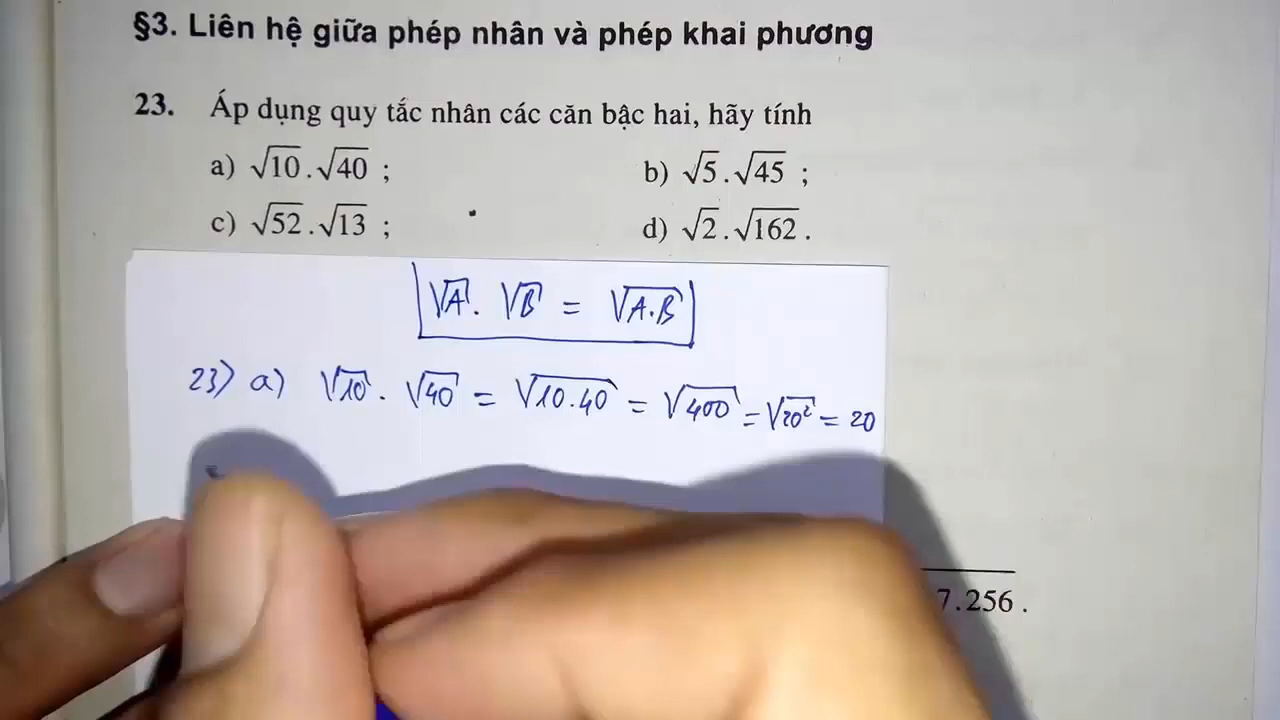 §3. Liên hệ giữa phép nhân và phép khai phương
23. Áp dụng quy tắc nhân các căn bậc hai, hãy tính
a) √10 . √40 ; b) √5 . √45 ;
c) √52 . √13 ; d) √2 . √162 .
√A . √B = √A.B
23) a) √10 . √40 = √10.40 = √400 = √20² = 20
7.256 .